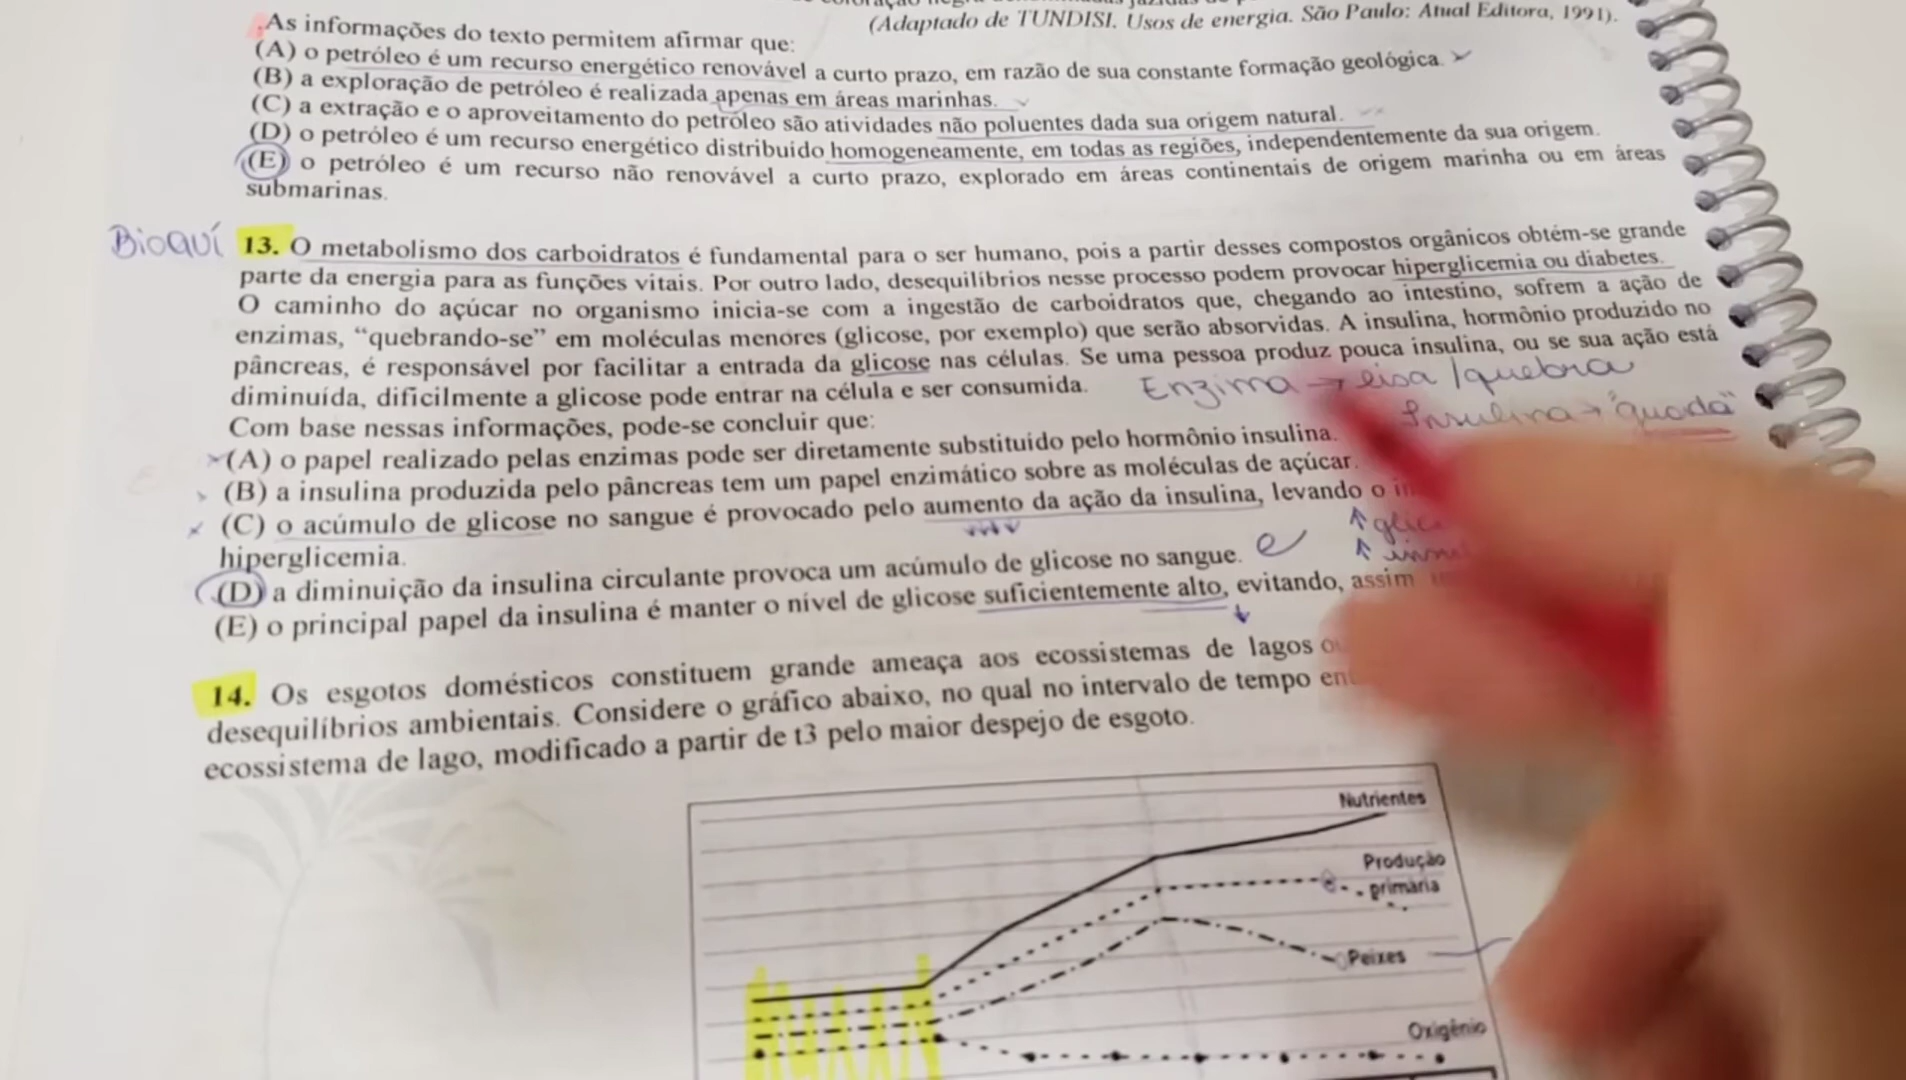 (Adaptado de TUNDISI. Usos de energia. São Paulo: Atual Editora, 1991).
As informações do texto permitem afirmar que:
(A) o petróleo é um recurso energético renovável a curto prazo, em razão de sua constante formação geológica.
(B) a exploração de petróleo é realizada apenas em áreas marinhas.
(C) a extração e o aproveitamento do petróleo são atividades não poluentes dada sua origem natural.
(D) o petróleo é um recurso energético distribuído homogeneamente, em todas as regiões, independentemente da sua origem.
(E) o petróleo é um recurso não renovável a curto prazo, explorado em áreas continentais de origem marinha ou em áreas
submarinas.
Bioquí
13. O metabolismo dos carboidratos é fundamental para o ser humano, pois a partir desses compostos orgânicos obtém-se grande
parte da energia para as funções vitais. Por outro lado, desequilíbrios nesse processo podem provocar hiperglicemia ou diabetes.
O caminho do açúcar no organismo inicia-se com a ingestão de carboidratos que, chegando ao intestino, sofrem a ação de
enzimas, “quebrando-se” em moléculas menores (glicose, por exemplo) que serão absorvidas. A insulina, hormônio produzido no
pâncreas, é responsável por facilitar a entrada da glicose nas células. Se uma pessoa produz pouca insulina, ou se sua ação está
diminuída, dificilmente a glicose pode entrar na célula e ser consumida.
Enzima → lisa / quebra
Insulina → "guarda"
Com base nessas informações, pode-se concluir que:
(A) o papel realizado pelas enzimas pode ser diretamente substituído pelo hormônio insulina.
(B) a insulina produzida pelo pâncreas tem um papel enzimático sobre as moléculas de açúcar.
(C) o acúmulo de glicose no sangue é provocado pelo aumento da ação da insulina, levando o
↑ glic
↑ insul
hiperglicemia.
(D) a diminuição da insulina circulante provoca um acúmulo de glicose no sangue. e
(E) o principal papel da insulina é manter o nível de glicose suficientemente alto, evitando, assim
14. Os esgotos domésticos constituem grande ameaça aos ecossistemas de lagos
desequilíbrios ambientais. Considere o gráfico abaixo, no qual no intervalo de tempo
ecossistema de lago, modificado a partir de t3 pelo maior despejo de esgoto.
Nutrientes
Produção
primária
Peixes
Oxigênio